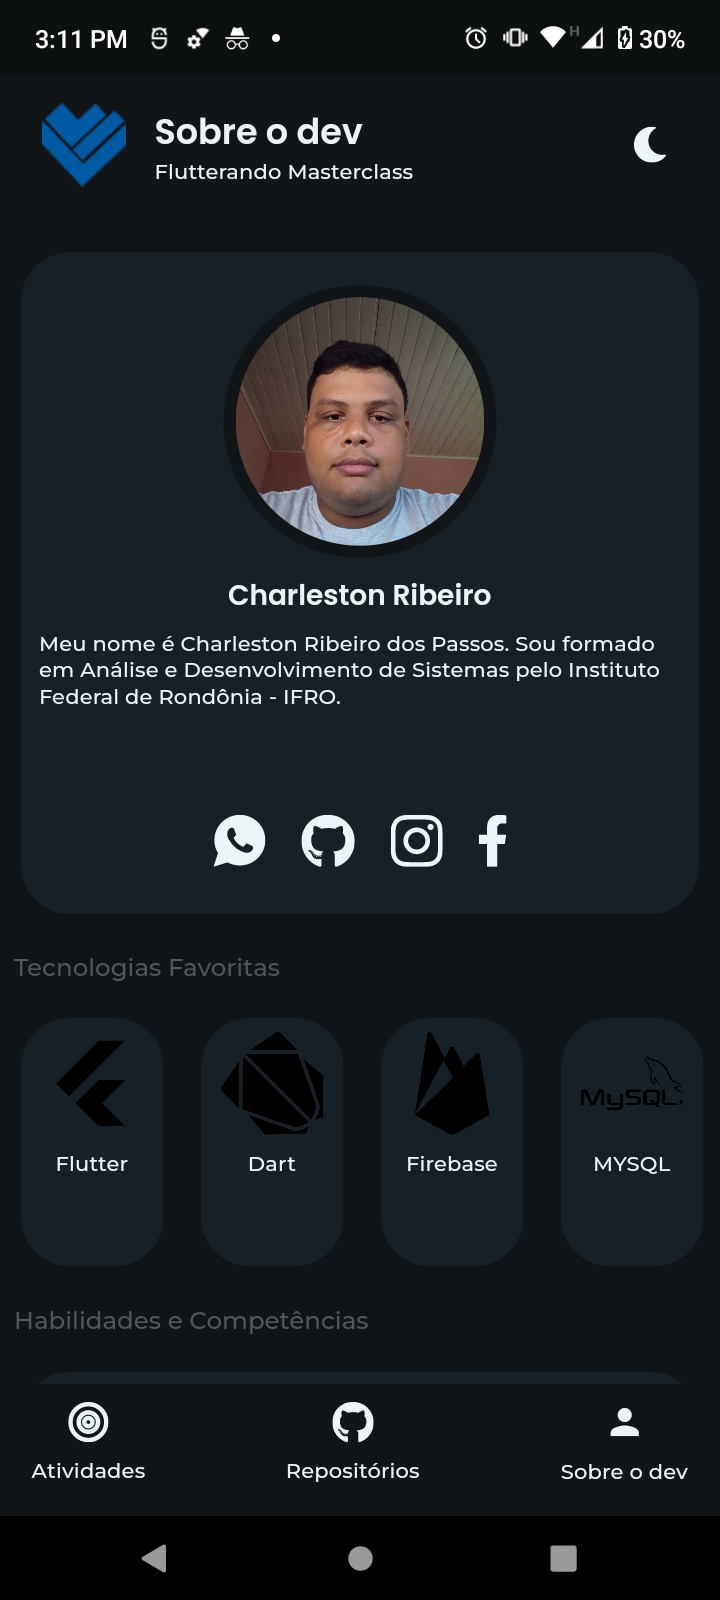 3:11 PM
H
30%
Sobre o dev
Flutterando Masterclass
Charleston Ribeiro
Meu nome é Charleston Ribeiro dos Passos. Sou formado
em Análise e Desenvolvimento de Sistemas pelo Instituto
Federal de Rondônia - IFRO.
Tecnologias Favoritas
MySQL
Flutter
Dart
Firebase
MYSQL
Habilidades e Competências
Atividades
Repositórios
Sobre o dev